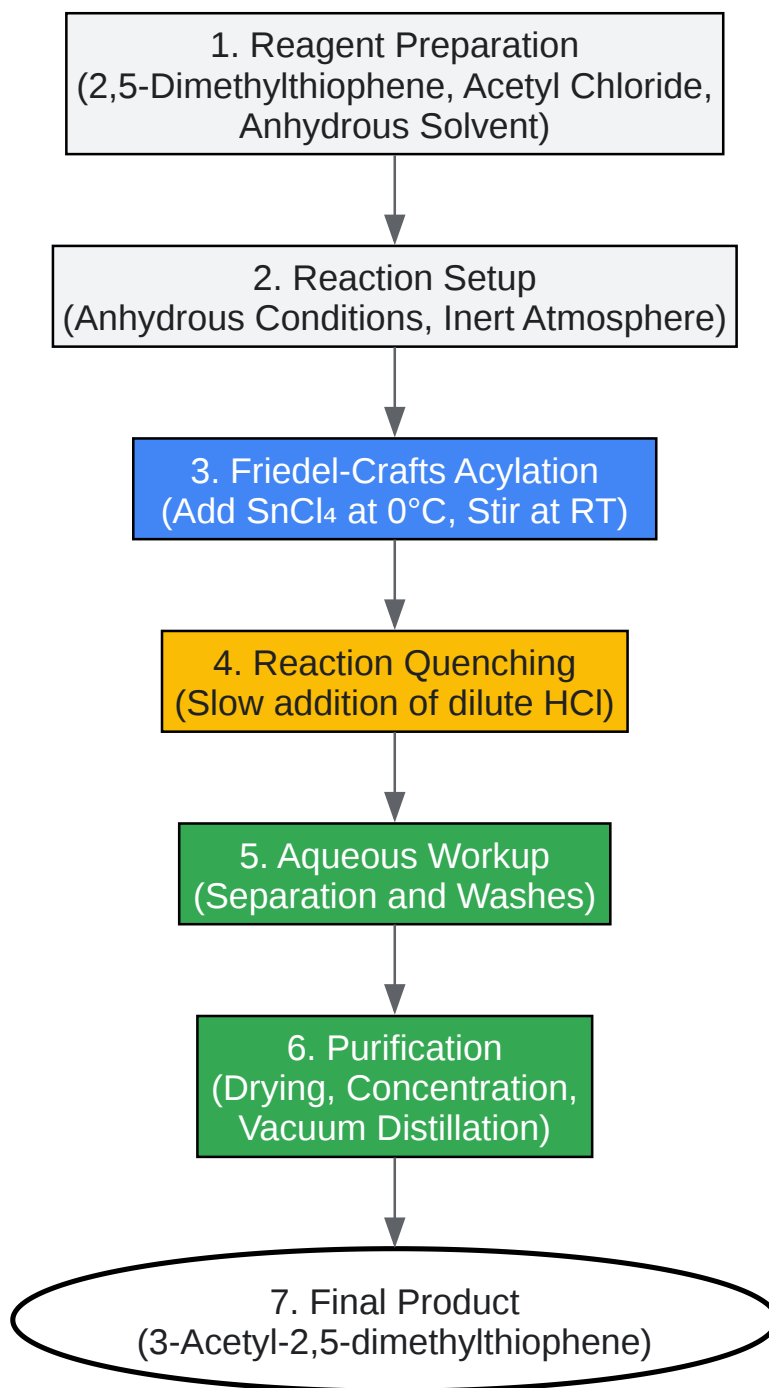 1. Reagent Preparation
(2,5-Dimethylthiophene, Acetyl Chloride,
Anhydrous Solvent)
2. Reaction Setup
(Anhydrous Conditions, Inert Atmosphere)
3. Friedel-Crafts Acylation
(Add SnCl₄ at 0°C, Stir at RT)
4. Reaction Quenching
(Slow addition of dilute HCl)
5. Aqueous Workup
(Separation and Washes)
6. Purification
(Drying, Concentration,
Vacuum Distillation)
7. Final Product
(3-Acetyl-2,5-dimethylthiophene)